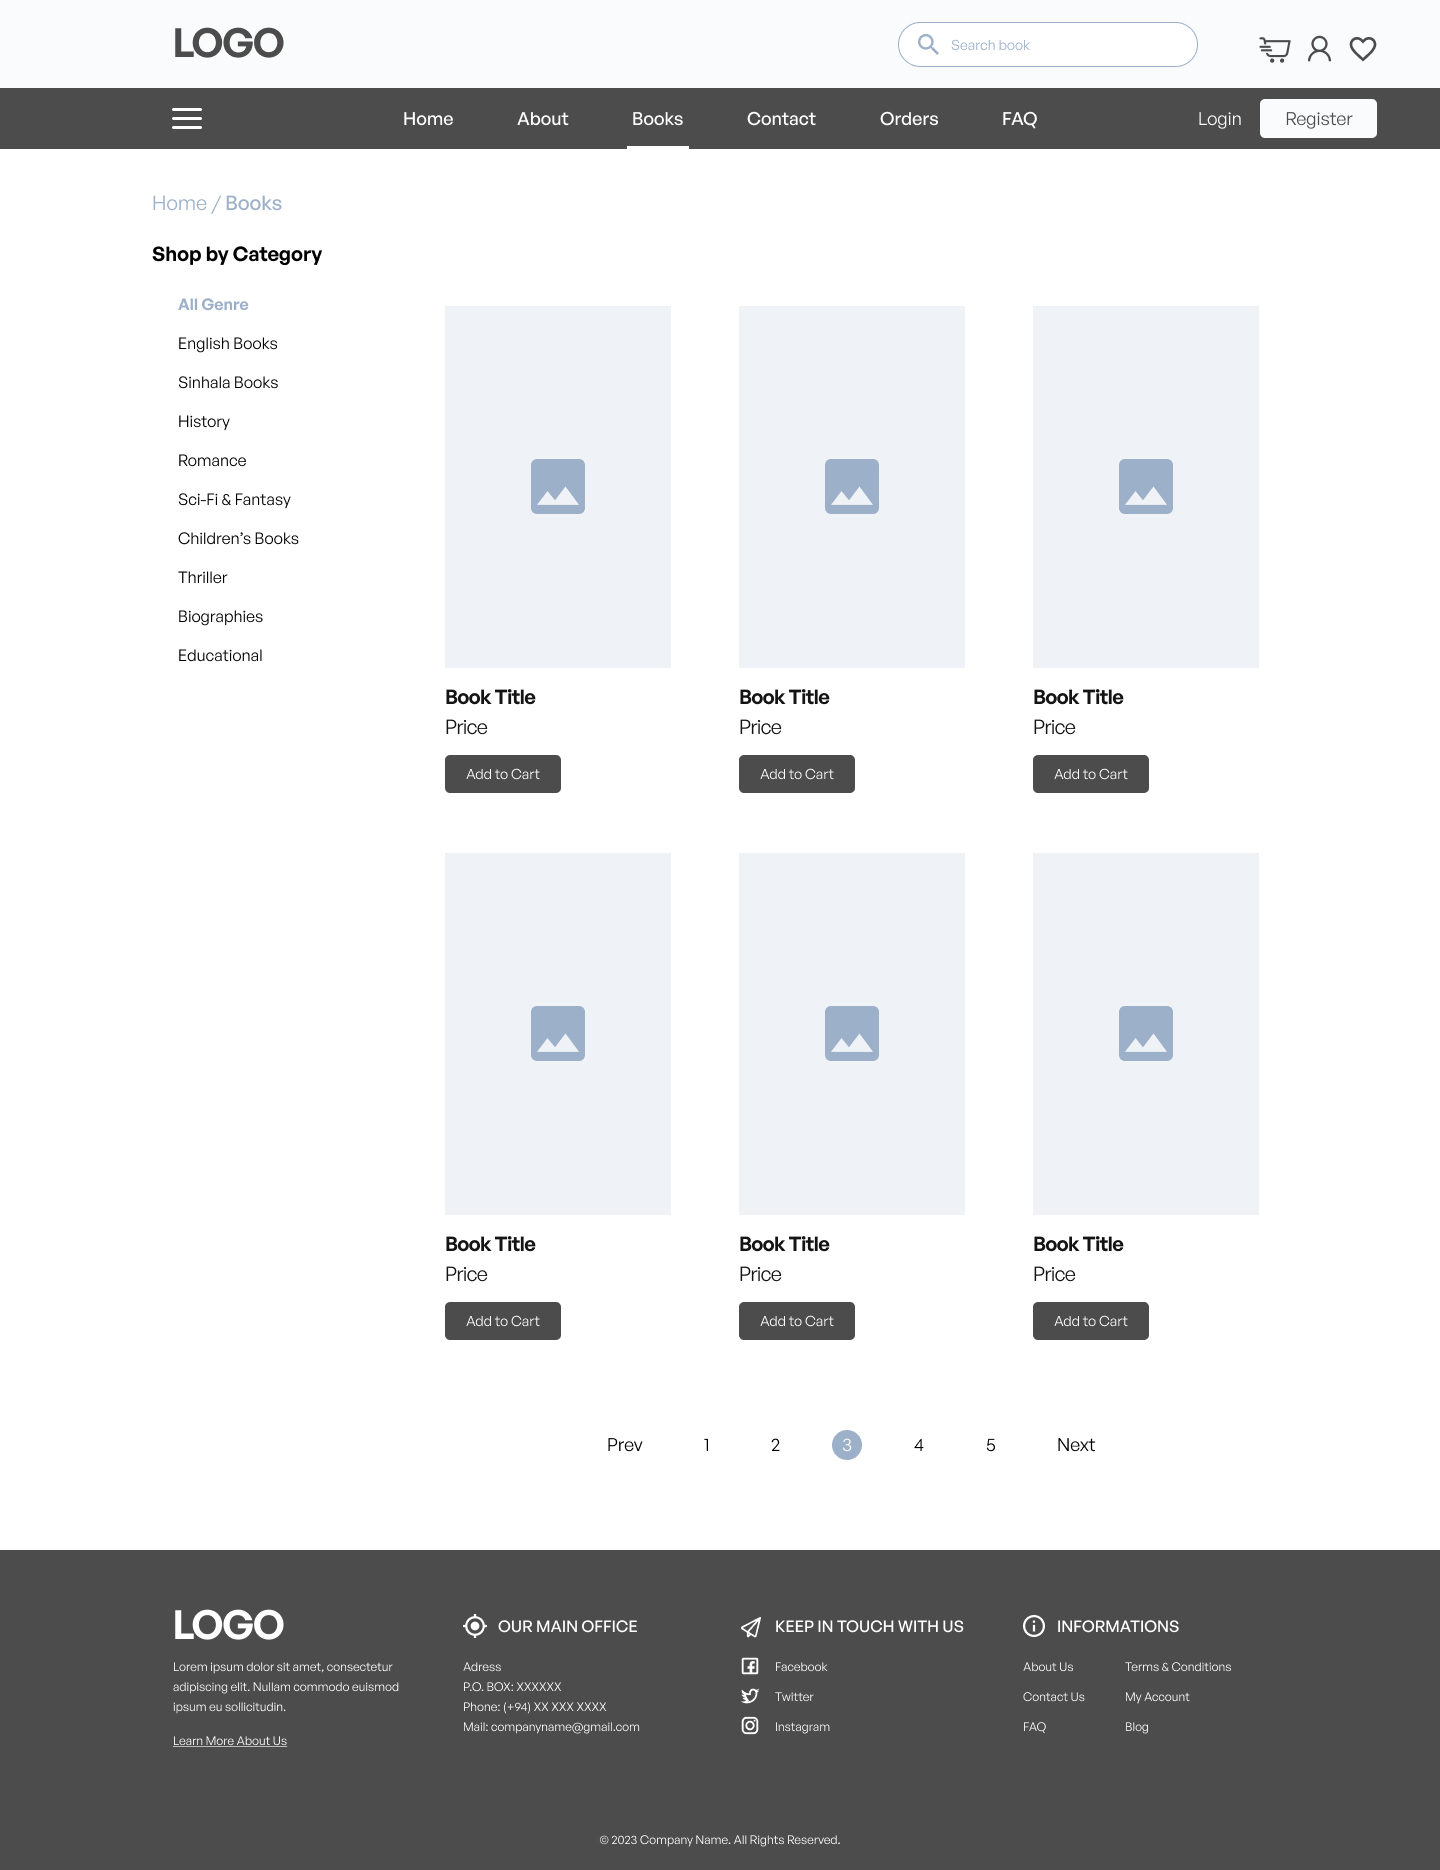 LOGO
Search book
Home About Books Contact Orders FAQ Login Register
Home / Books
Shop by Category
All Genre
English Books
Sinhala Books
History
Romance
Sci-Fi & Fantasy
Children’s Books
Thriller
Biographies
Educational
Book Title Book Title Book Title
Price Price Price
Add to Cart Add to Cart Add to Cart
Book Title Book Title Book Title
Price Price Price
Add to Cart Add to Cart Add to Cart
Prev 1 2 3 4 5 Next
LOGO
Lorem ipsum dolor sit amet, consectetur
adipiscing elit. Nullam commodo euismod
ipsum eu sollicitudin.
Learn More About Us
OUR MAIN OFFICE
Adress
P.O. BOX: XXXXXX
Phone: (+94) XX XXX XXXX
Mail: companyname@gmail.com
KEEP IN TOUCH WITH US
Facebook
Twitter
Instagram
INFORMATIONS
About Us Terms & Conditions
Contact Us My Account
FAQ Blog
© 2023 Company Name. All Rights Reserved.